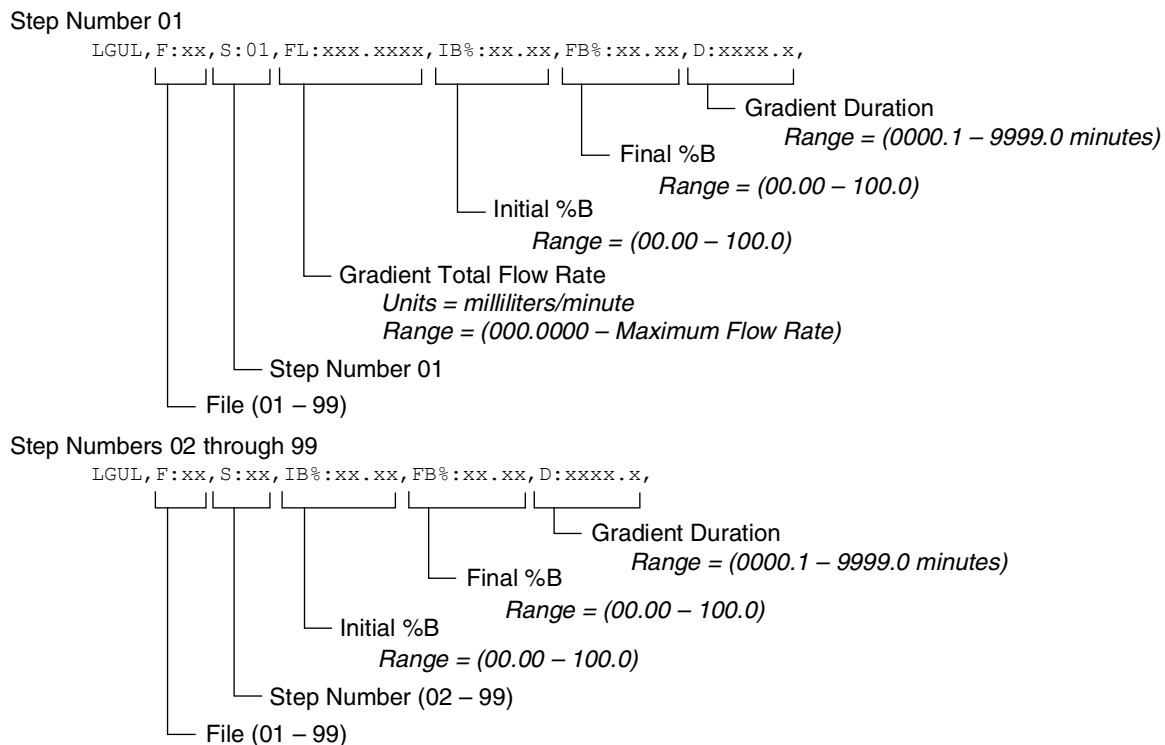 Step Number 01
LGUL,F:xx,S:01,FL:xxx.xxxx,IB%:xx.xx,FB%:xx.xx,D:xxxx.x,
Gradient Duration
Range = (0000.1 – 9999.0 minutes)
Final %B
Range = (00.00 – 100.0)
Initial %B
Range = (00.00 – 100.0)
Gradient Total Flow Rate
Units = milliliters/minute
Range = (000.0000 – Maximum Flow Rate)
Step Number 01
File (01 – 99)
Step Numbers 02 through 99
LGUL,F:xx,S:xx,IB%:xx.xx,FB%:xx.xx,D:xxxx.x,
Gradient Duration
Range = (0000.1 – 9999.0 minutes)
Final %B
Range = (00.00 – 100.0)
Initial %B
Range = (00.00 – 100.0)
Step Number (02 – 99)
File (01 – 99)